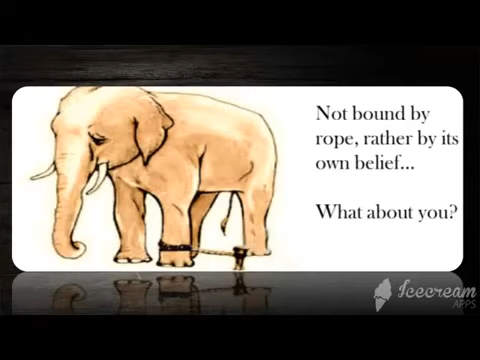 Not bound by
rope, rather by its
own belief...
What about you?
Icecream
APPS